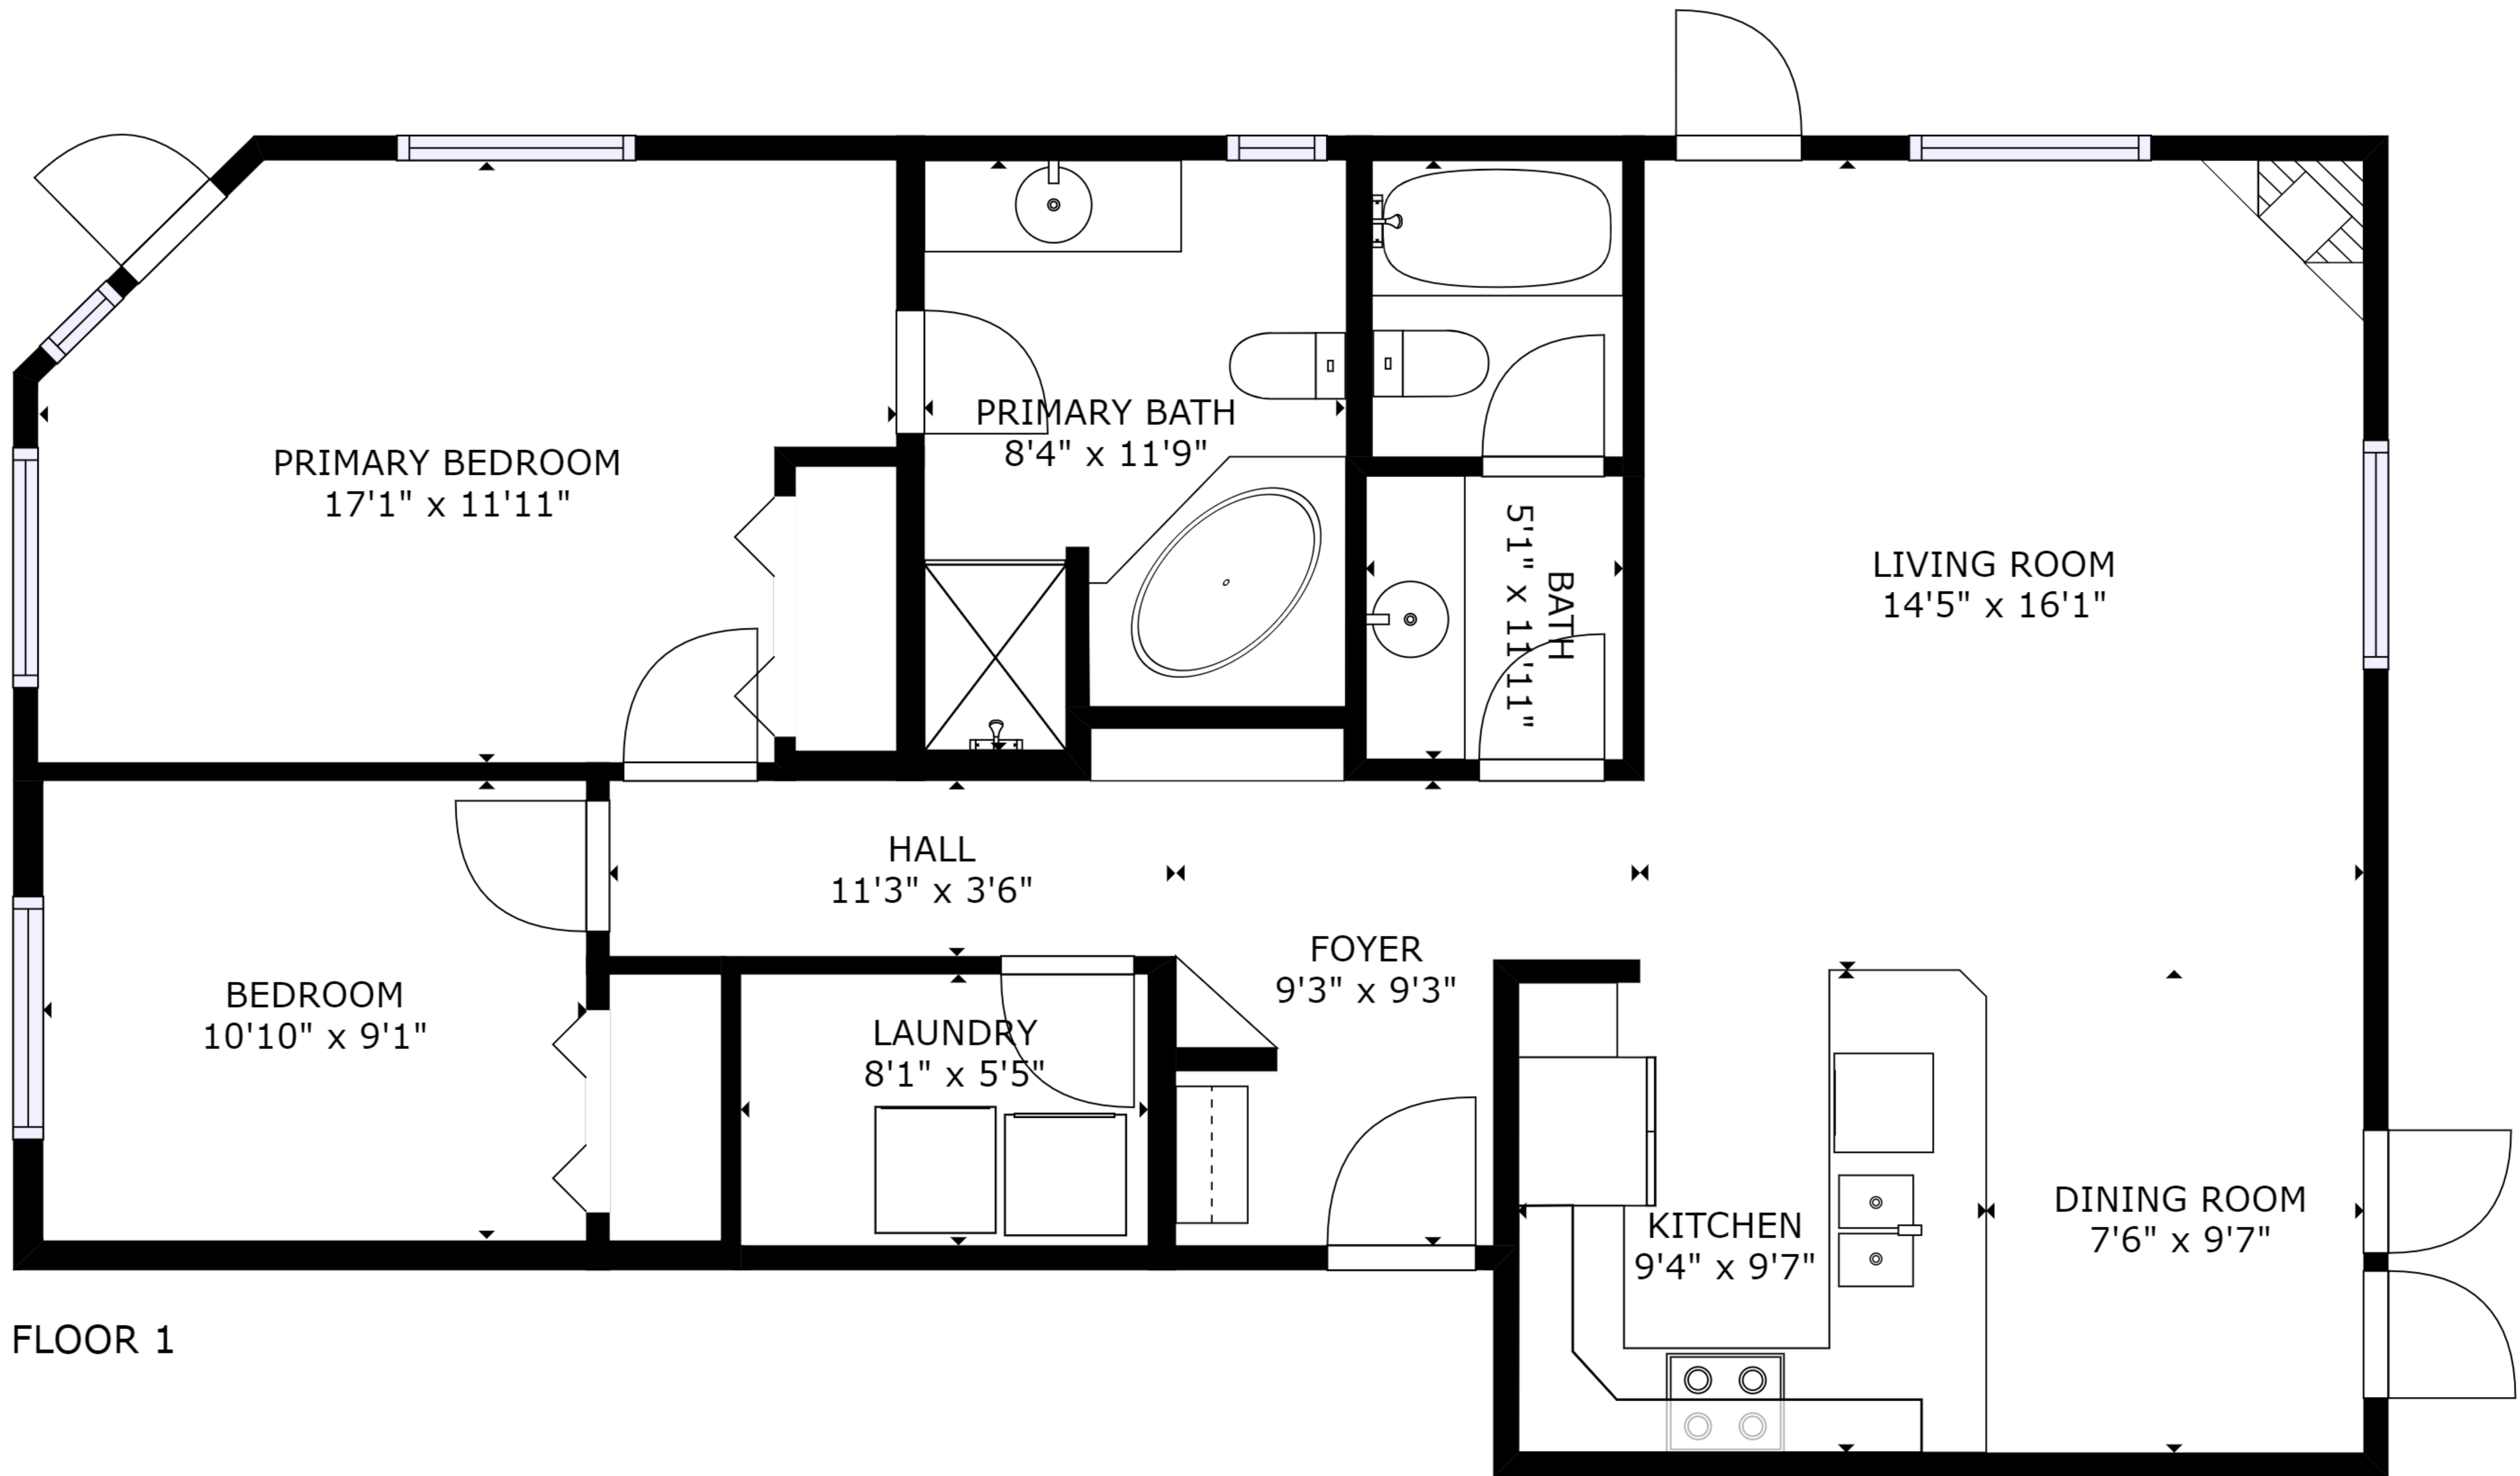 PRIMARY BEDROOM
17'1" x 11'11"
PRIMARY BATH
8'4" x 11'9"
BATH
5'1" x 11'11"
LIVING ROOM
14'5" x 16'1"
HALL
11'3" x 3'6"
FOYER
9'3" x 9'3"
BEDROOM
10'10" x 9'1"
LAUNDRY
8'1" x 5'5"
KITCHEN
9'4" x 9'7"
DINING ROOM
7'6" x 9'7"
FLOOR 1